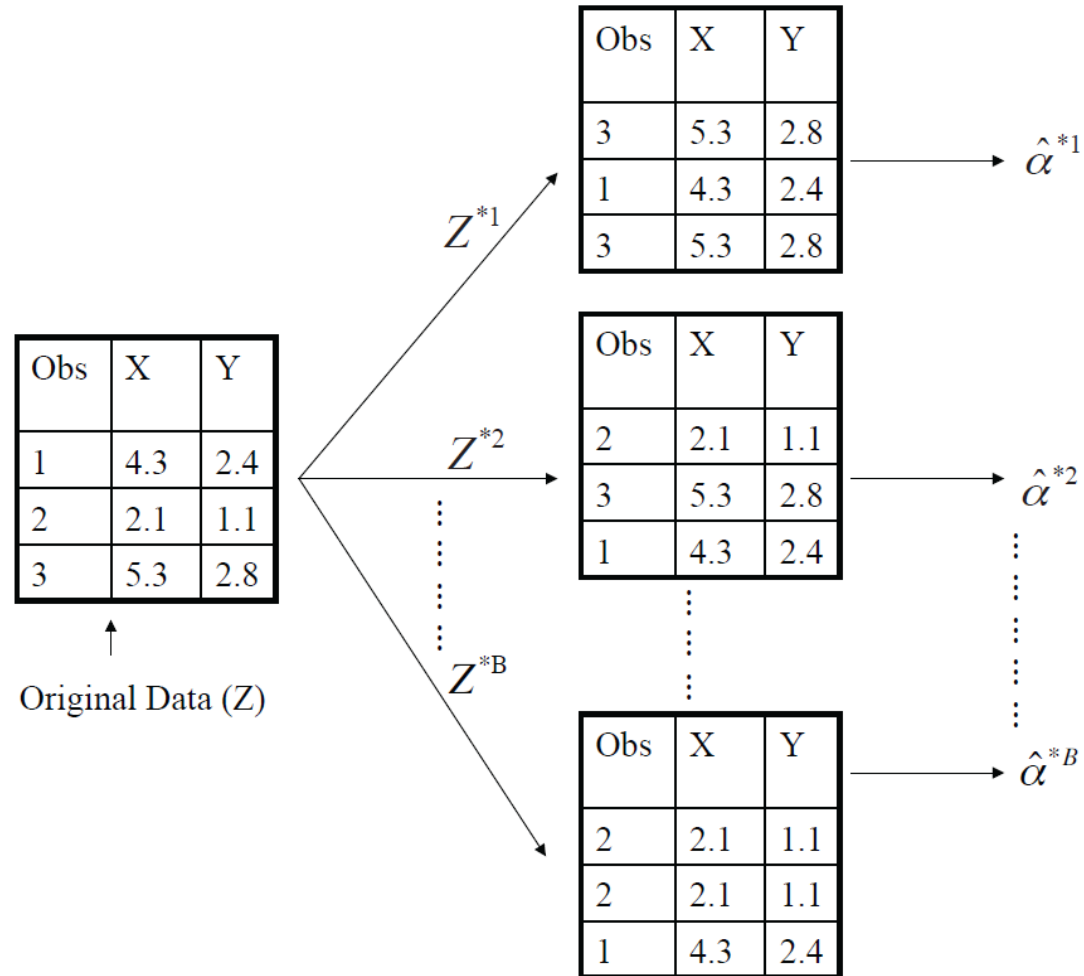 Obs X Y
3 5.3 2.8
1 4.3 2.4
3 5.3 2.8
α̂*1
Z*1
Obs X Y
1 4.3 2.4
2 2.1 1.1
3 5.3 2.8
Original Data (Z)
Z*2
Obs X Y
2 2.1 1.1
3 5.3 2.8
1 4.3 2.4
α̂*2
Z*B
Obs X Y
2 2.1 1.1
2 2.1 1.1
1 4.3 2.4
α̂*B